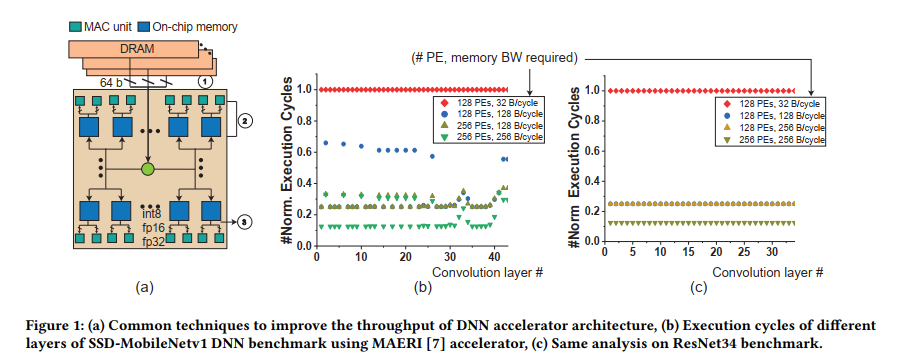 MAC unit On-chip memory
DRAM
64 b
1
2
3
int8
fp16
fp32
(a)
(# PE, memory BW required)
#Norm. Execution Cycles
1.0
0.8
0.6
0.4
0.2
0.0
128 PEs, 32 B/cycle
128 PEs, 128 B/cycle
256 PEs, 128 B/cycle
256 PEs, 256 B/cycle
0 10 20 30 40
Convolution layer #
(b)
#Norm Execution Cycles
1.0
0.8
0.6
0.4
0.2
0.0
128 PEs, 32 B/cycle
128 PEs, 128 B/cycle
128 PEs, 256 B/cycle
256 PEs, 256 B/cycle
0 5 10 15 20 25 30
Convolution layer #
(c)
Figure 1: (a) Common techniques to improve the throughput of DNN accelerator architecture, (b) Execution cycles of different
layers of SSD-MobileNetv1 DNN benchmark using MAERI [7] accelerator, (c) Same analysis on ResNet34 benchmark.